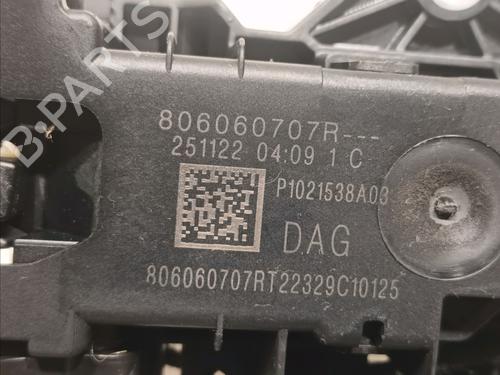 B-PARTS
806060707R---
251122 04:09 1 C
P1021538A03
DAG
806060707RT22329C10125